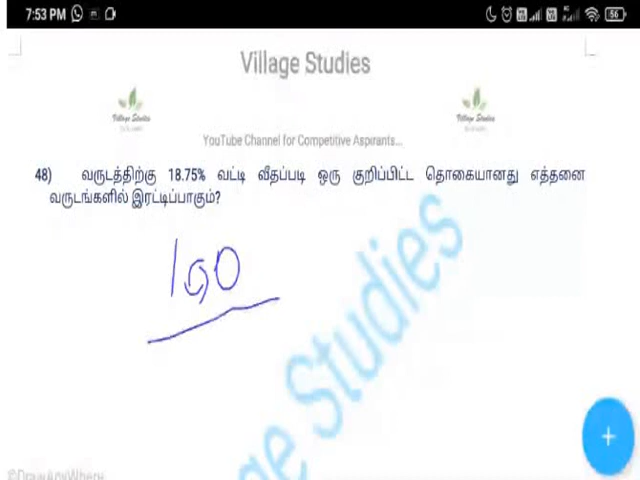 7:53 PM
56
Village Studies
Village Studies
Village Studies
YouTube Channel for Competitive Aspirants...
48) வருடத்திற்கு 18.75% வட்டி வீதப்படி ஒரு குறிப்பிட்ட தொகையானது எத்தனை
வருடங்களில் இரட்டிப்பாகும்?
100
Village Studies
©DrawAnyWhere